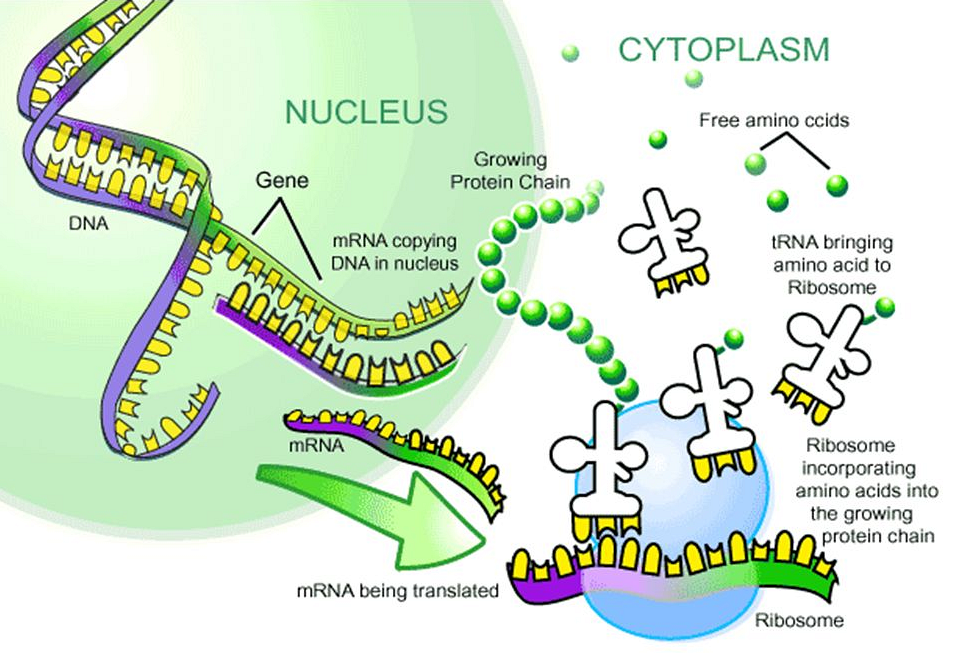 CYTOPLASM
NUCLEUS
Free amino ccids
Growing
Protein Chain
Gene
DNA
mRNA copying
DNA in nucleus
tRNA bringing
amino acid to
Ribosome
mRNA
Ribosome
incorporating
amino acids into
the growing
protein chain
mRNA being translated
Ribosome